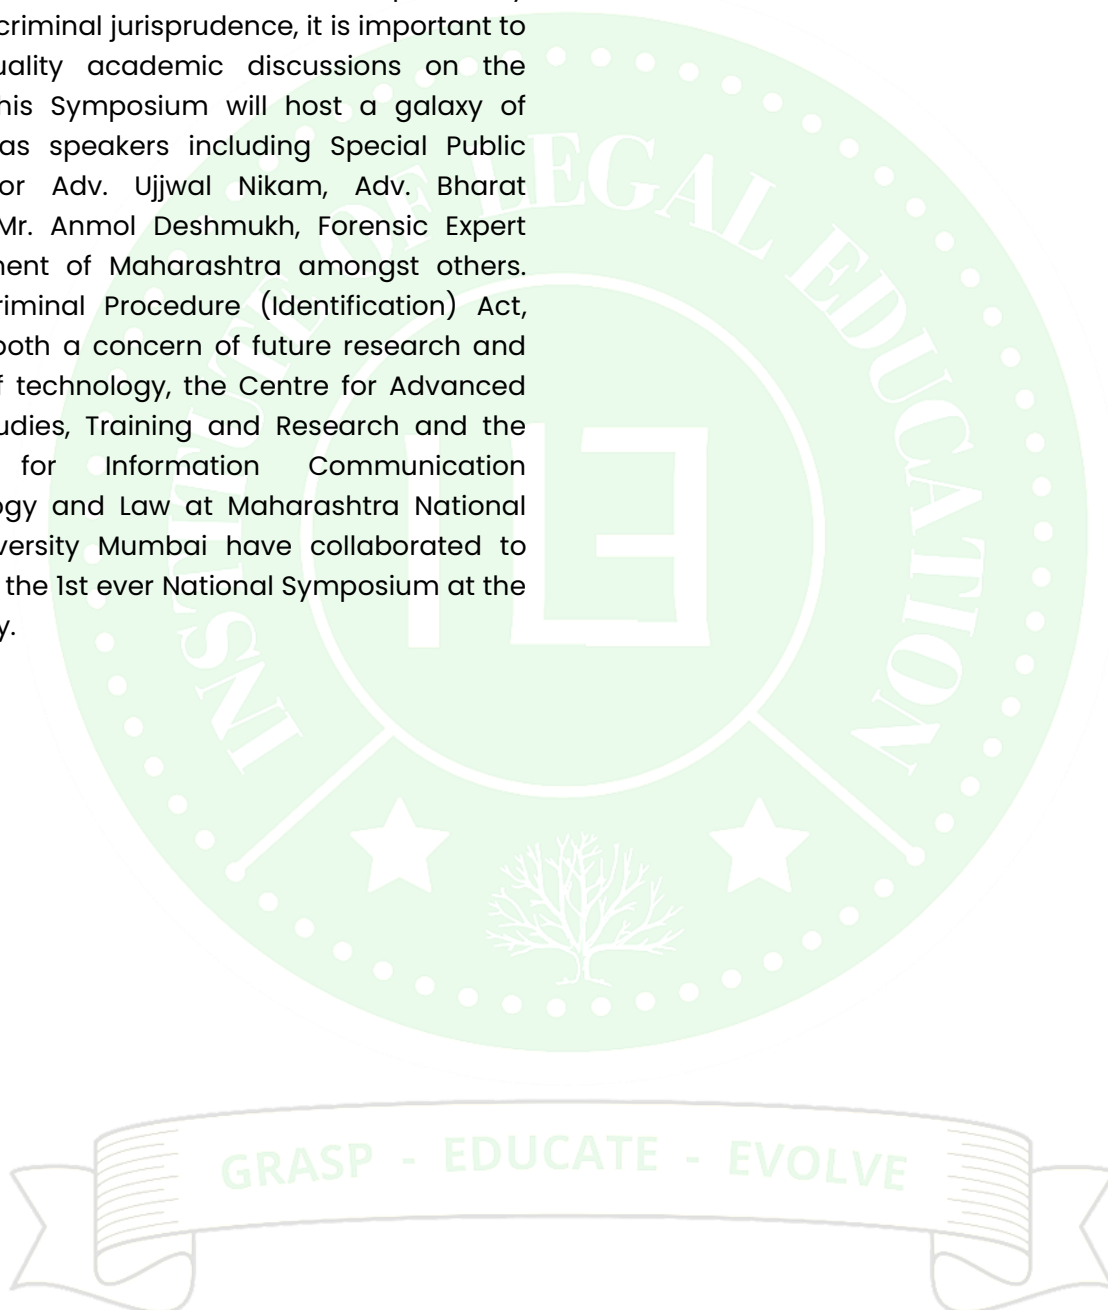 criminal jurisprudence, it is important to
uality academic discussions on the
his Symposium will host a galaxy of
as speakers including Special Public
or Adv. Ujjwal Nikam, Adv. Bharat
Mr. Anmol Deshmukh, Forensic Expert
ment of Maharashtra amongst others.
riminal Procedure (Identification) Act,
both a concern of future research and
f technology, the Centre for Advanced
udies, Training and Research and the
for Information Communication
ogy and Law at Maharashtra National
versity Mumbai have collaborated to
the 1st ever National Symposium at the
y.
INSTITUTE OF LEGAL EDUCATION
GRASP - EDUCATE - EVOLVE